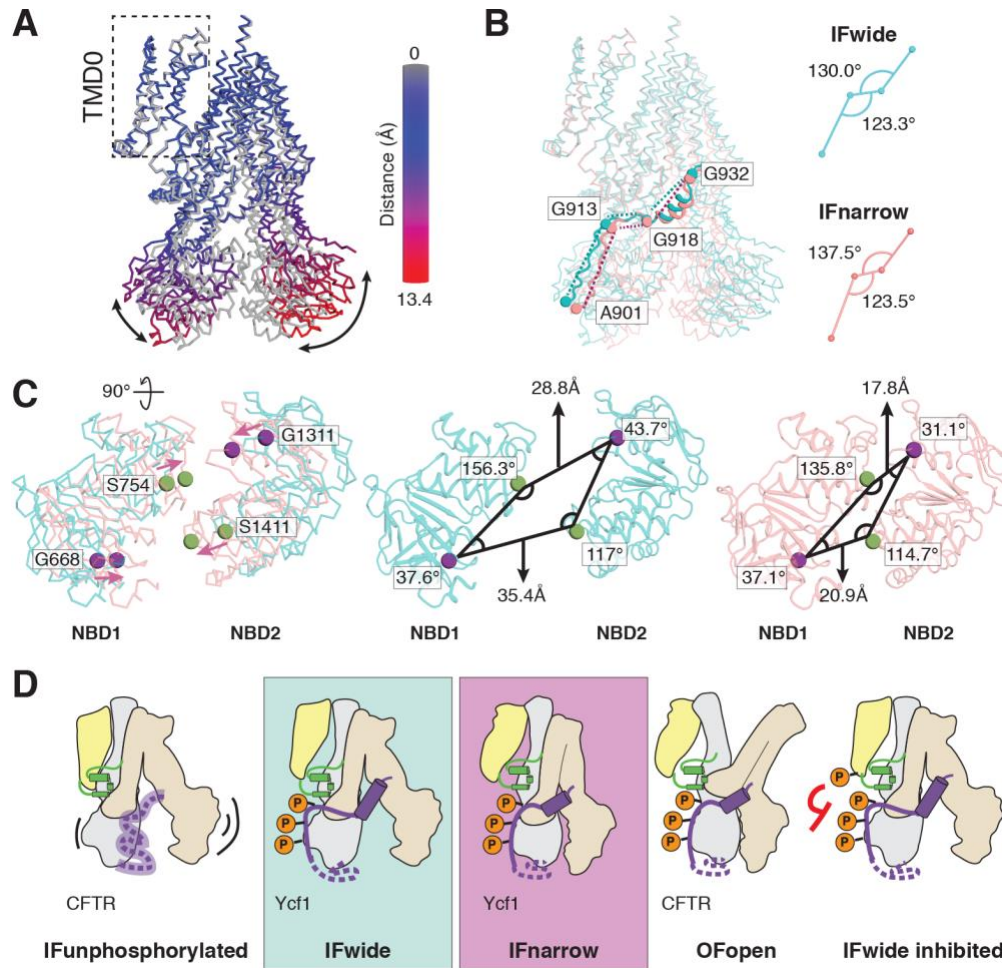 A
TMD0
0
Distance (Å)
13.4
B
G913
G932
G918
A901
IFwide
130.0°
123.3°
IFnarrow
137.5°
123.5°
C
90°
G1311
S754
S1411
G668
NBD1
NBD2
28.8Å
43.7°
156.3°
117°
37.6°
35.4Å
NBD1
NBD2
17.8Å
31.1°
135.8°
114.7°
37.1°
20.9Å
NBD1
NBD2
D
CFTR
IFunphosphorylated
P
P
P
Ycf1
IFwide
P
P
P
Ycf1
IFnarrow
P
P
P
CFTR
OFopen
P
P
P
P
IFwide inhibited